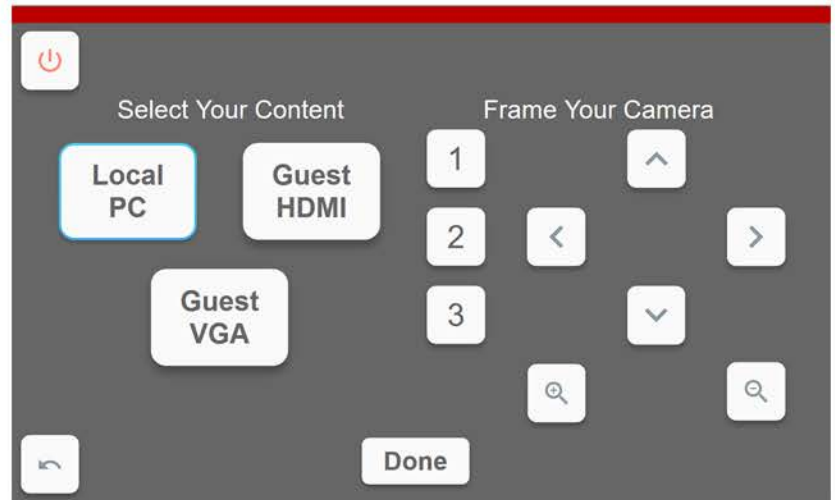 Select Your Content
Frame Your Camera
Local
PC
Guest
HDMI
Guest
VGA
1
2
3
Done